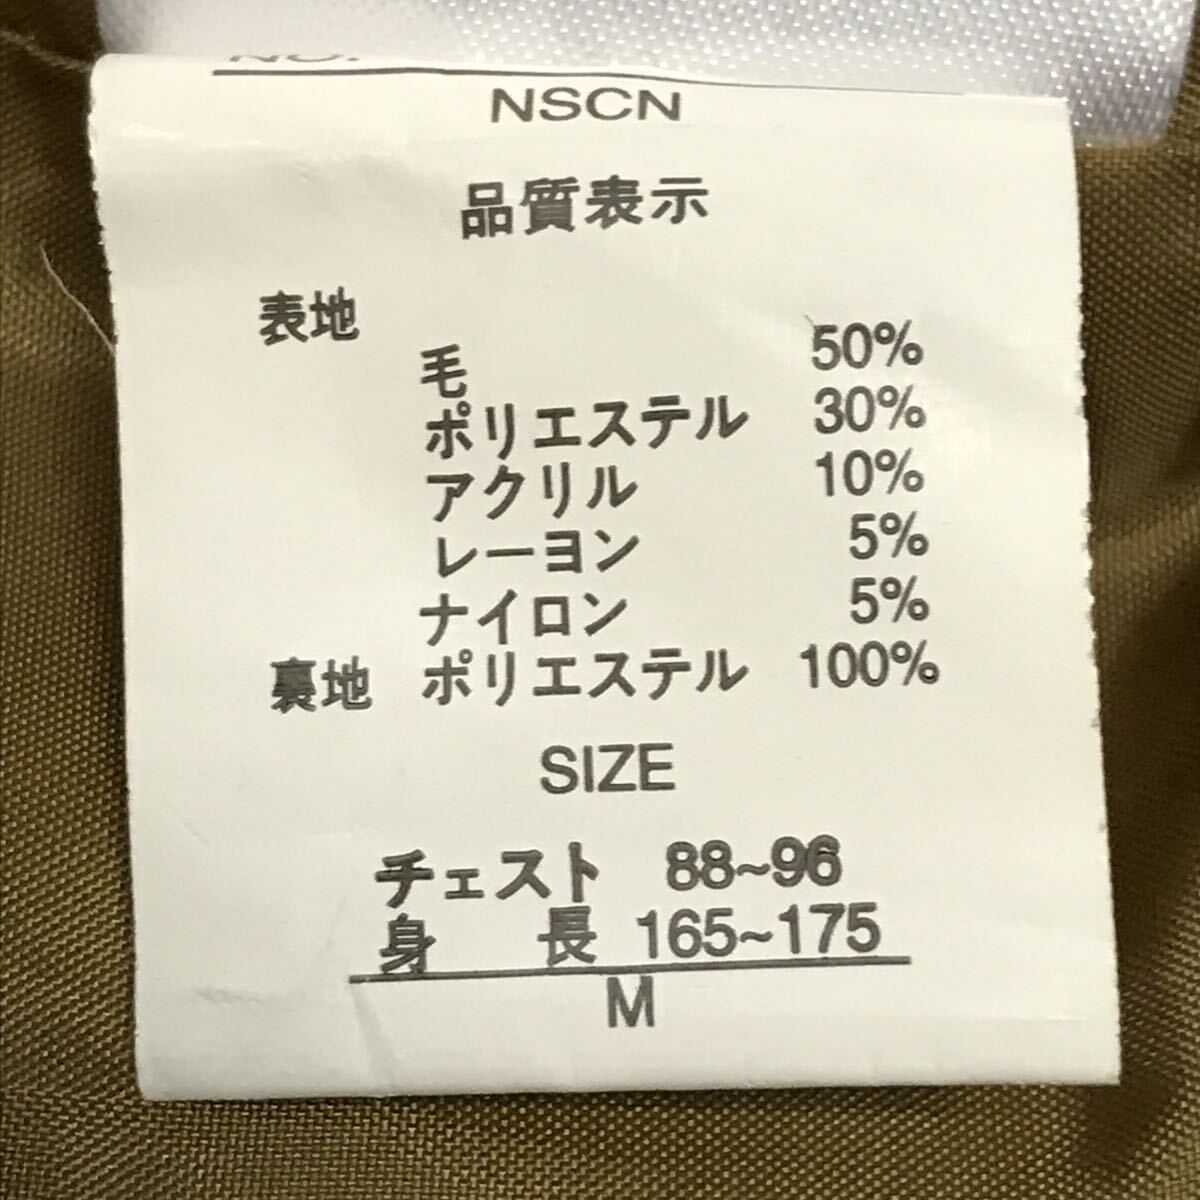 NO.
NSCN
品質表示
表地
毛 50%
ポリエステル 30%
アクリル 10%
レーヨン 5%
ナイロン 5%
裏地 ポリエステル 100%
SIZE
チェスト 88~96
身 長 165~175
M